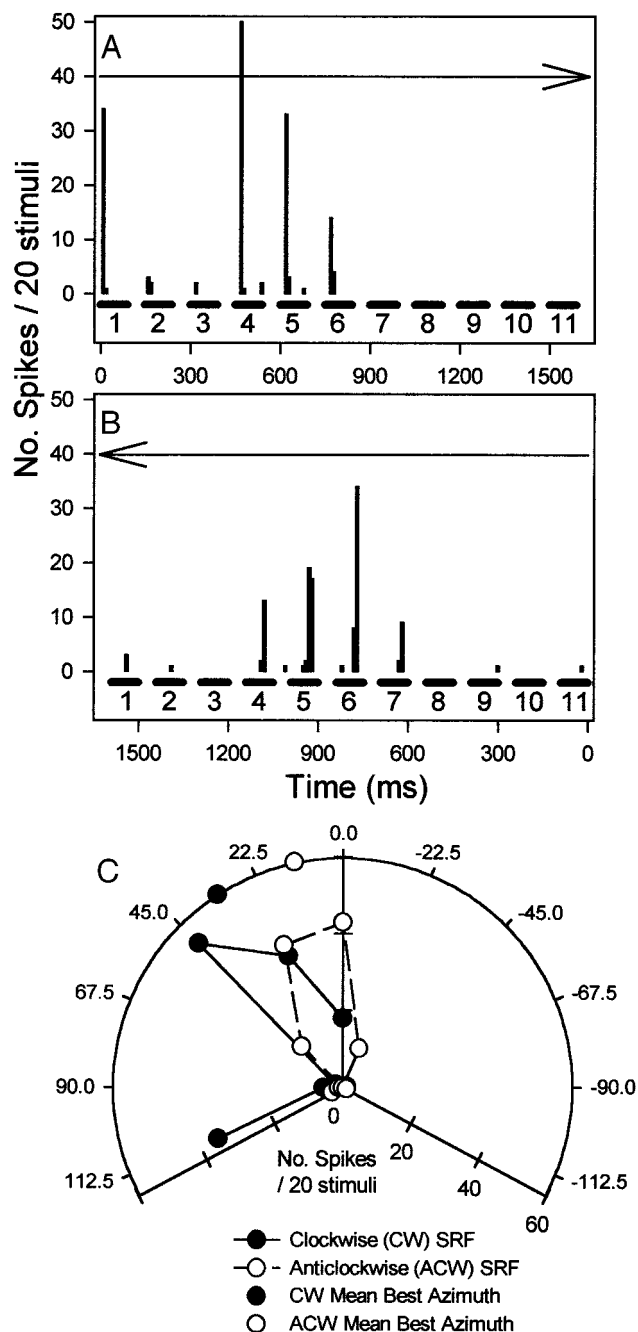 A
No. Spikes / 20 stimuli
50
40
30
20
10
0
1 2 3 4 5 6 7 8 9 10 11
0 300 600 900 1200 1500
B
50
40
30
20
10
0
1 2 3 4 5 6 7 8 9 10 11
1500 1200 900 600 300 0
Time (ms)
C
0.0
22.5 -22.5
45.0 -45.0
67.5 -67.5
90.0 -90.0
112.5 -112.5
0
20
40
60
No. Spikes
/ 20 stimuli
Clockwise (CW) SRF
Anticlockwise (ACW) SRF
CW Mean Best Azimuth
ACW Mean Best Azimuth